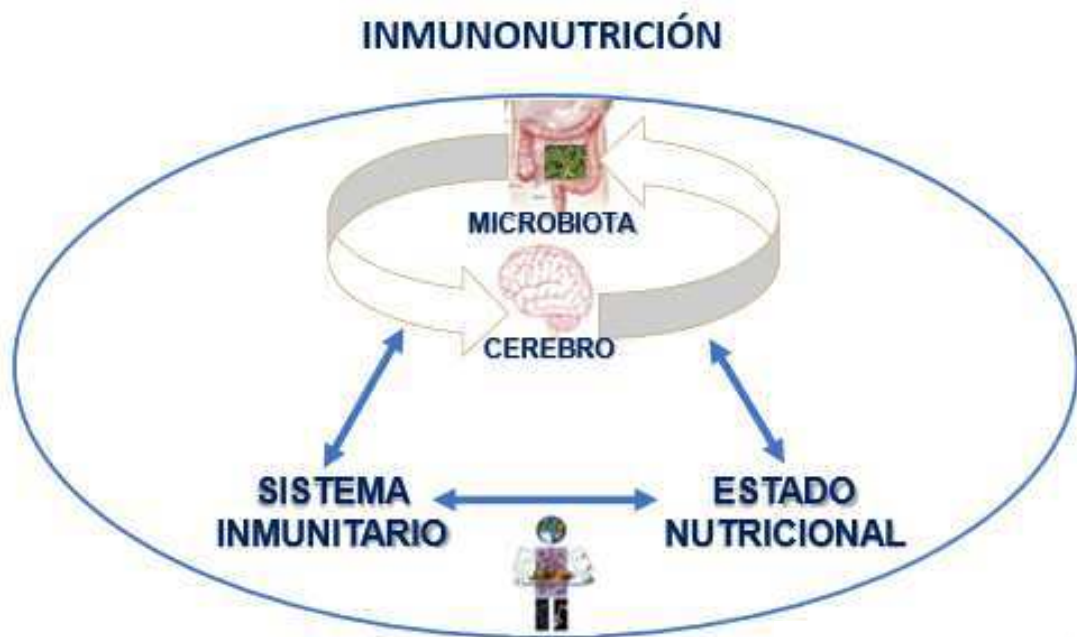 INMUNONUTRICIÓN
MICROBIOTA
CEREBRO
SISTEMA
INMUNITARIO
ESTADO
NUTRICIONAL